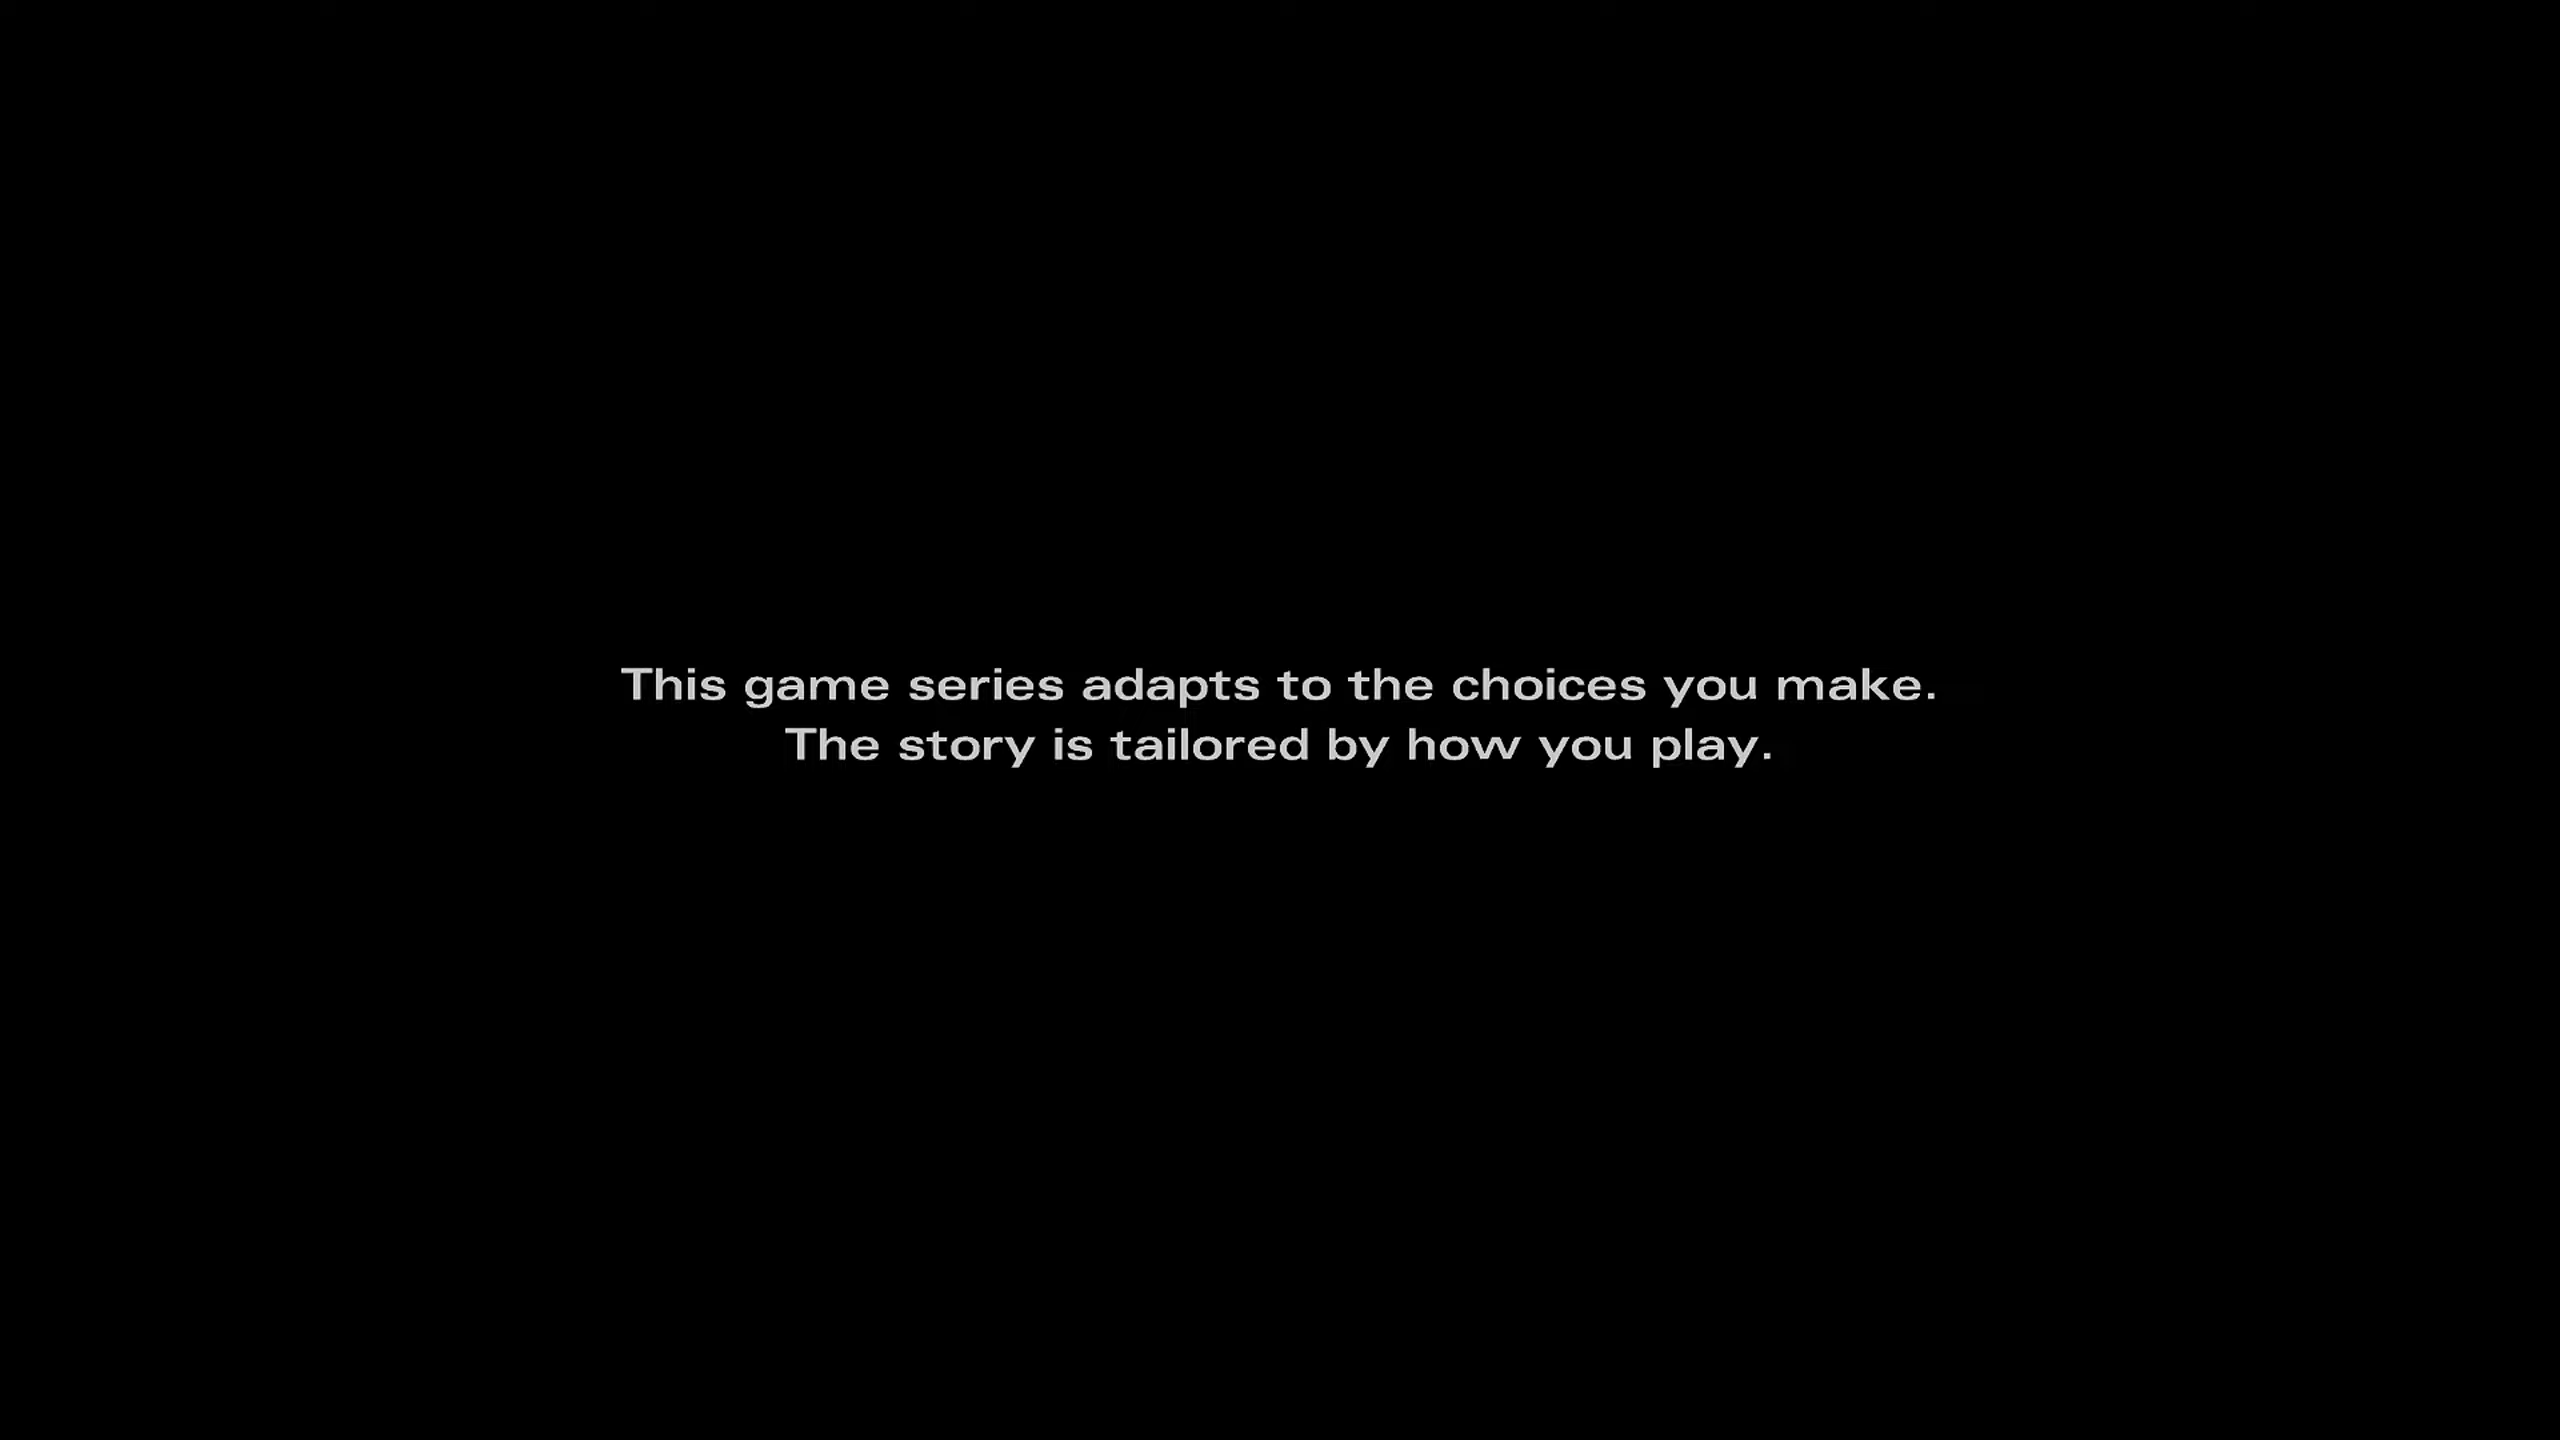 This game series adapts to the choices you make.
The story is tailored by how you play.